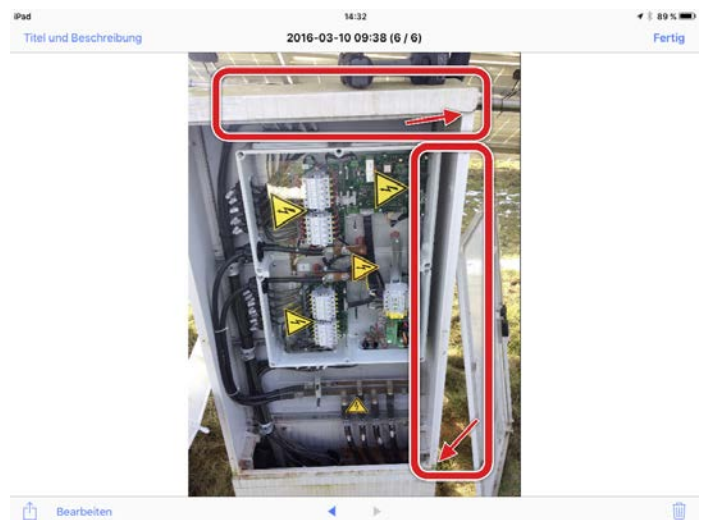 iPad 14:32 89 %
Titel und Beschreibung 2016-03-10 09:38 (6 / 6) Fertig
Bearbeiten